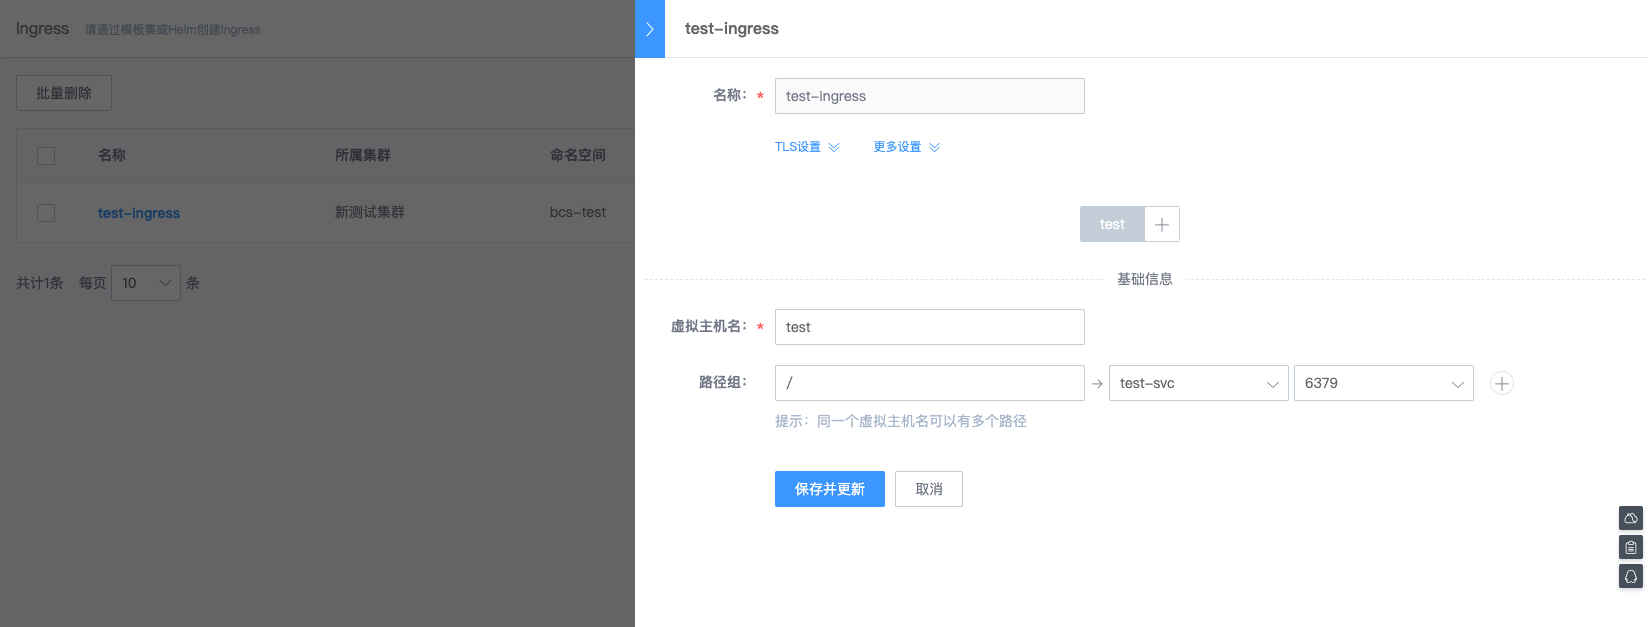 Ingress 请通过模板集或Helm创建Ingress
批量删除
名称 所属集群 命名空间
test-ingress 新测试集群 bcs-test
共计1条 每页 10 条
test-ingress
名称： * test-ingress
TLS设置 更多设置
test
基础信息
虚拟主机名： * test
路径组： / → test-svc 6379
提示：同一个虚拟主机名可以有多个路径
保存并更新 取消